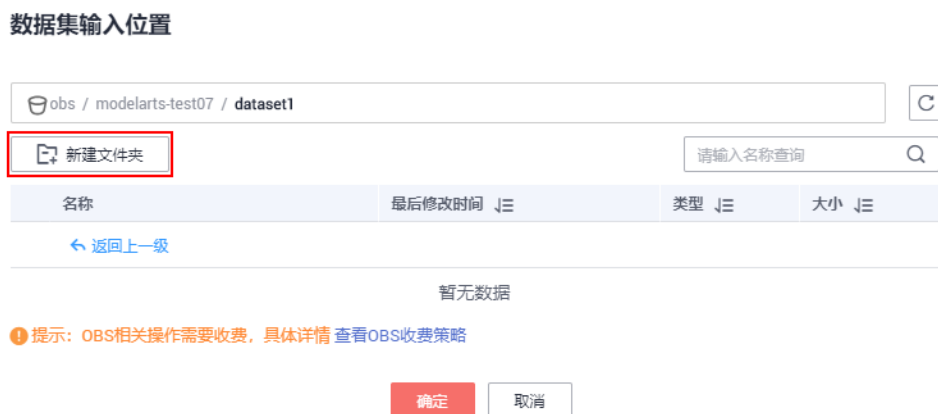 数据集输入位置
obs / modelarts-test07 / dataset1
新建文件夹 请输入名称查询
名称 最后修改时间 类型 大小
返回上一级
暂无数据
提示：OBS相关操作需要收费，具体详情 查看OBS收费策略
确定 取消